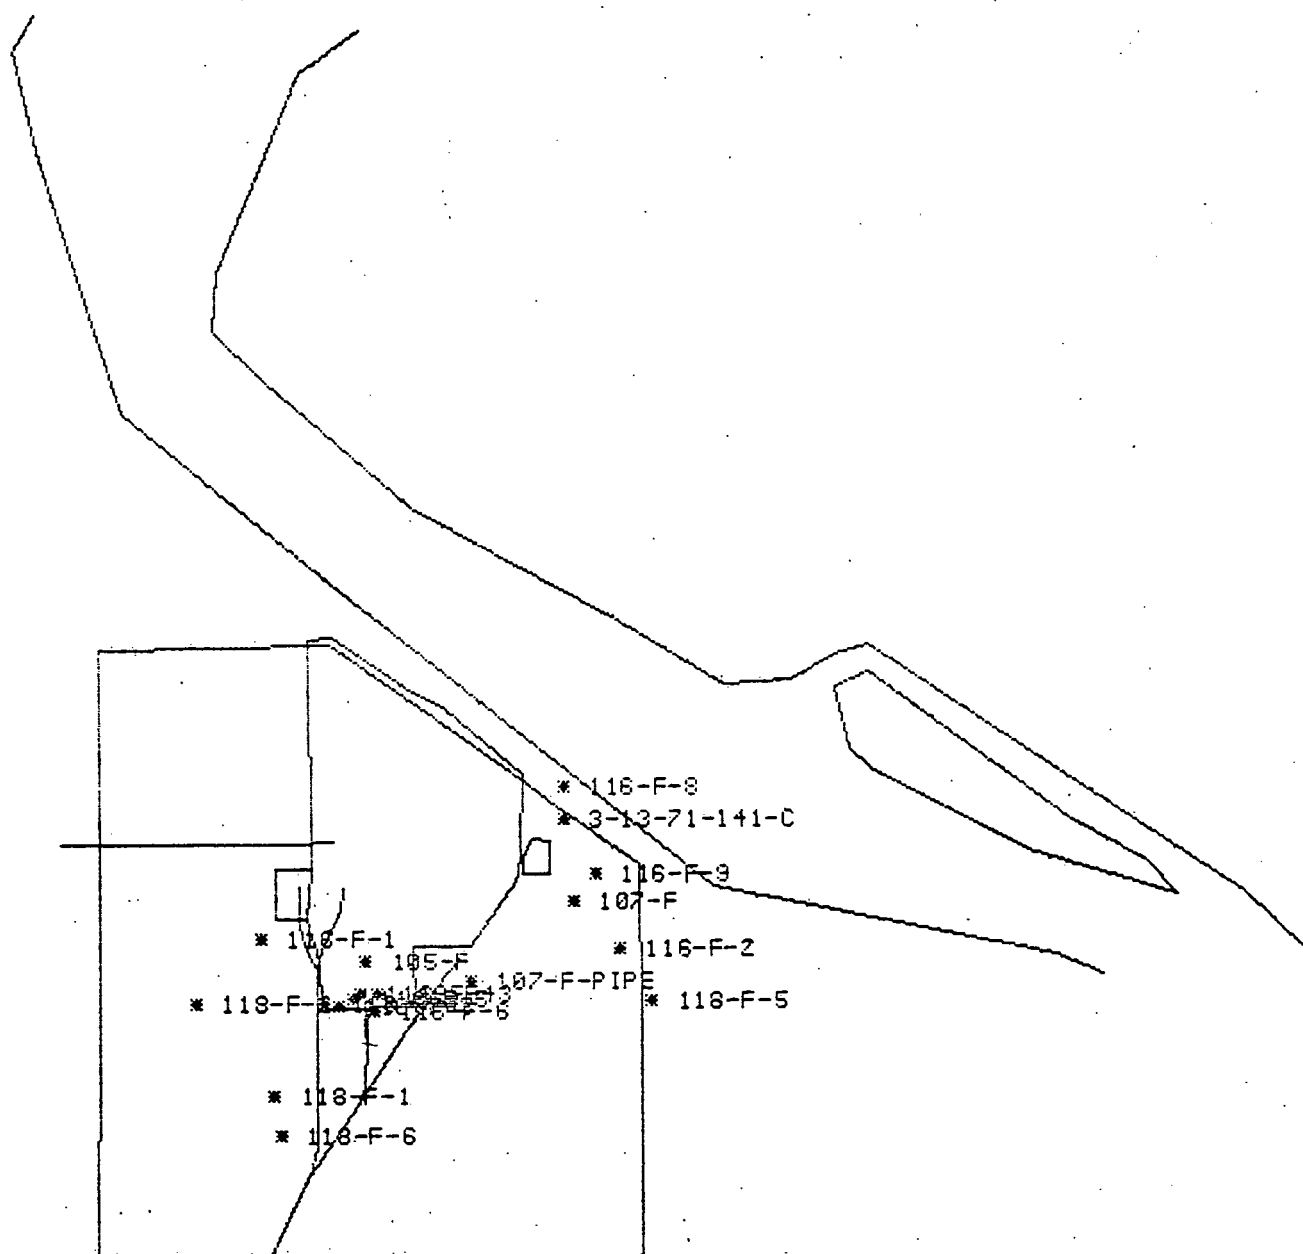 * 116-F-8
* 3-13-71-141-C
* 116-F-9
* 107-F
* 116-F-1
* 116-F-2
* 105-F
* 107-F-PIPE
* 118-F-5
* 118-F-
* 116-F-6
* 118-F-1
* 118-F-6